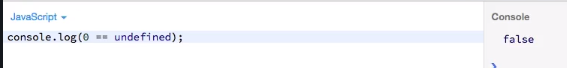 JavaScript
Console
console.log(0 == undefined);
false